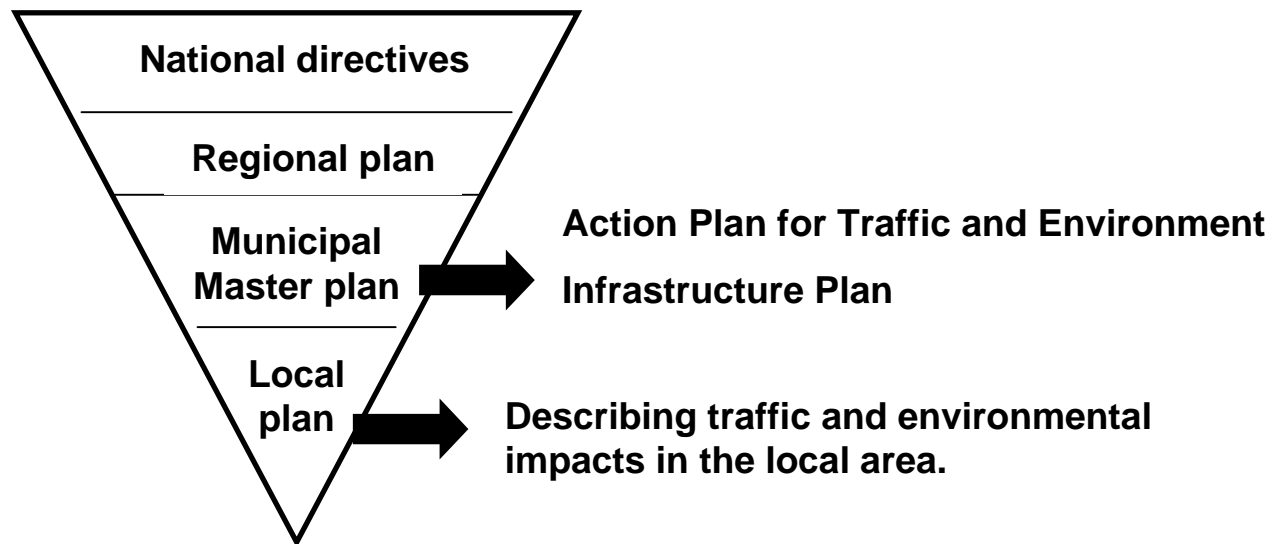 National directives
Regional plan
Municipal
Master plan
Action Plan for Traffic and Environment
Infrastructure Plan
Local
plan
Describing traffic and environmental
impacts in the local area.